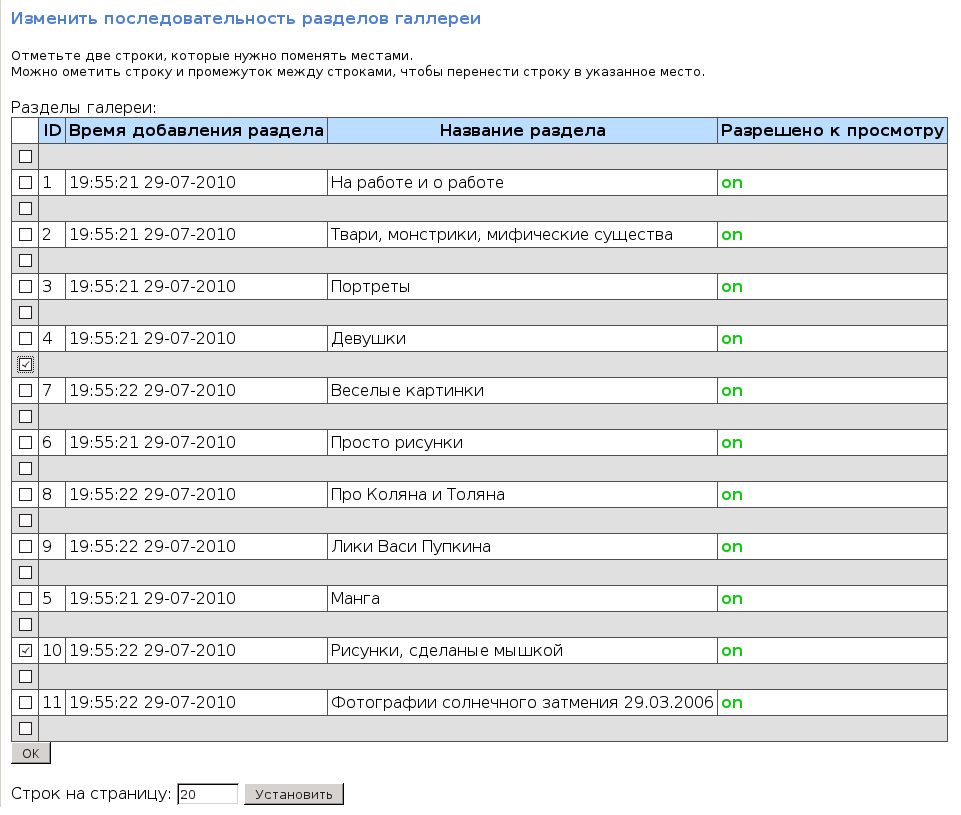 Изменить последовательность разделов галлереи
Отметьте две строки, которые нужно поменять местами.
Можно ометить строку и промежуток между строками, чтобы перенести строку в указанное место.
Разделы галереи:
ID Время добавления раздела Название раздела Разрешено к просмотру
1 19:55:21 29-07-2010 На работе и о работе on
2 19:55:21 29-07-2010 Твари, монстрики, мифические существа on
3 19:55:21 29-07-2010 Портреты on
4 19:55:21 29-07-2010 Девушки on
7 19:55:22 29-07-2010 Веселые картинки on
6 19:55:21 29-07-2010 Просто рисунки on
8 19:55:22 29-07-2010 Про Коляна и Толяна on
9 19:55:22 29-07-2010 Лики Васи Пупкина on
5 19:55:21 29-07-2010 Манга on
10 19:55:22 29-07-2010 Рисунки, сделаные мышкой on
11 19:55:22 29-07-2010 Фотографии солнечного затмения 29.03.2006 on
ОК
Строк на страницу: 20 Установить